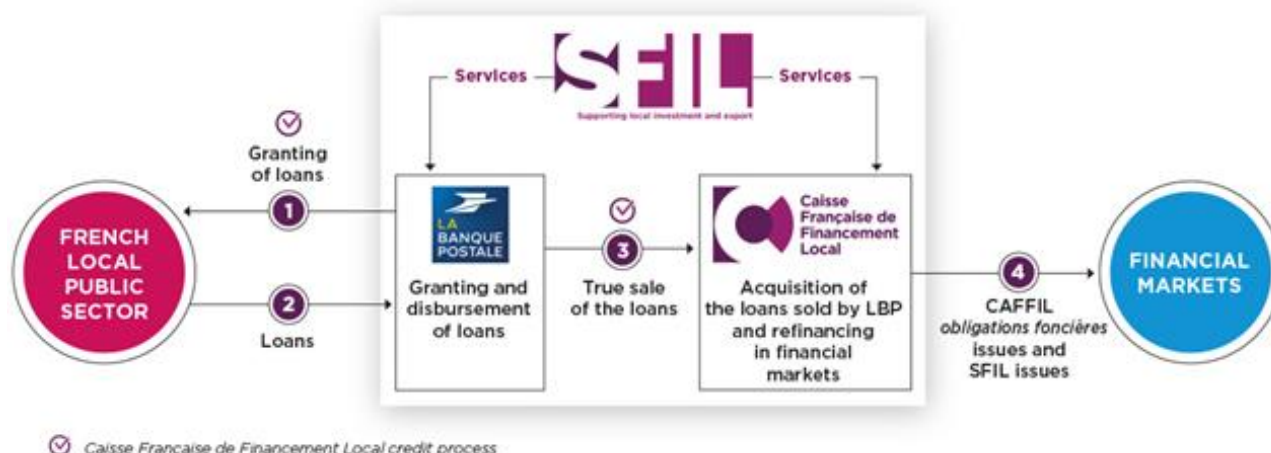 SFIL
Services
Services
Supporting local investment and export
Granting
of loans
1
FRENCH
LOCAL
PUBLIC
SECTOR
2
Loans
LA
BANQUE
POSTALE
Granting and
disbursement
of loans
3
True sale
of the loans
Caisse
Française de
Financement
Local
Acquisition of
the loans sold by LBP
and refinancing
in financial
markets
4
CAFFIL
obligations foncières
issues and
SFIL issues
FINANCIAL
MARKETS
Caisse Française de Financement Local credit process